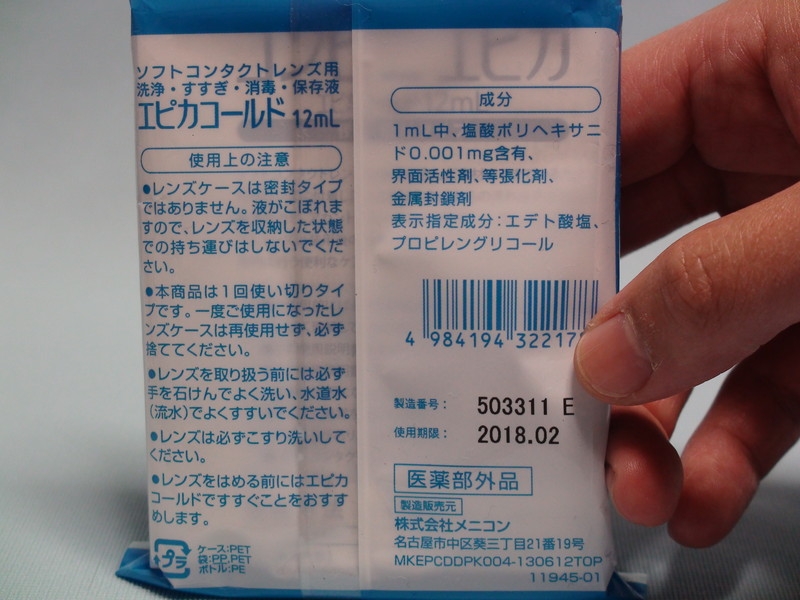 ソフトコンタクトレンズ用
洗浄・すすぎ・消毒・保存液
エピカコールド 12mL
使用上の注意
●レンズケースは密封タイプ
ではありません。液がこぼれま
すので、レンズを収納した状態
での持ち運びはしないでくだ
さい。
●本商品は1回使い切りタイ
プです。一度ご使用になったレ
ンズケースは再使用せず、必ず
捨ててください。
●レンズを取り扱う前には必ず
手を石けんでよく洗い、水道水
（流水）でよくすすいでください。
●レンズは必ずこすり洗いして
ください。
●レンズをはめる前にはエピカ
コールドですすぐことをおすす
めします。
プラ
ケース:PET
袋:PP,PET
ボトル:PE
エピカ
成分
1mL中、塩酸ポリヘキサニ
ド0.001mg含有、
界面活性剤、等張化剤、
金属封鎖剤
表示指定成分：エデト酸塩、
プロピレングリコール
4 984194 32217
製造番号： 503311 E
使用期限： 2018.02
医薬部外品
製造販売元
株式会社メニコン
名古屋市中区葵三丁目21番19号
MKEPCDDPK004-130612TOP
11945-01